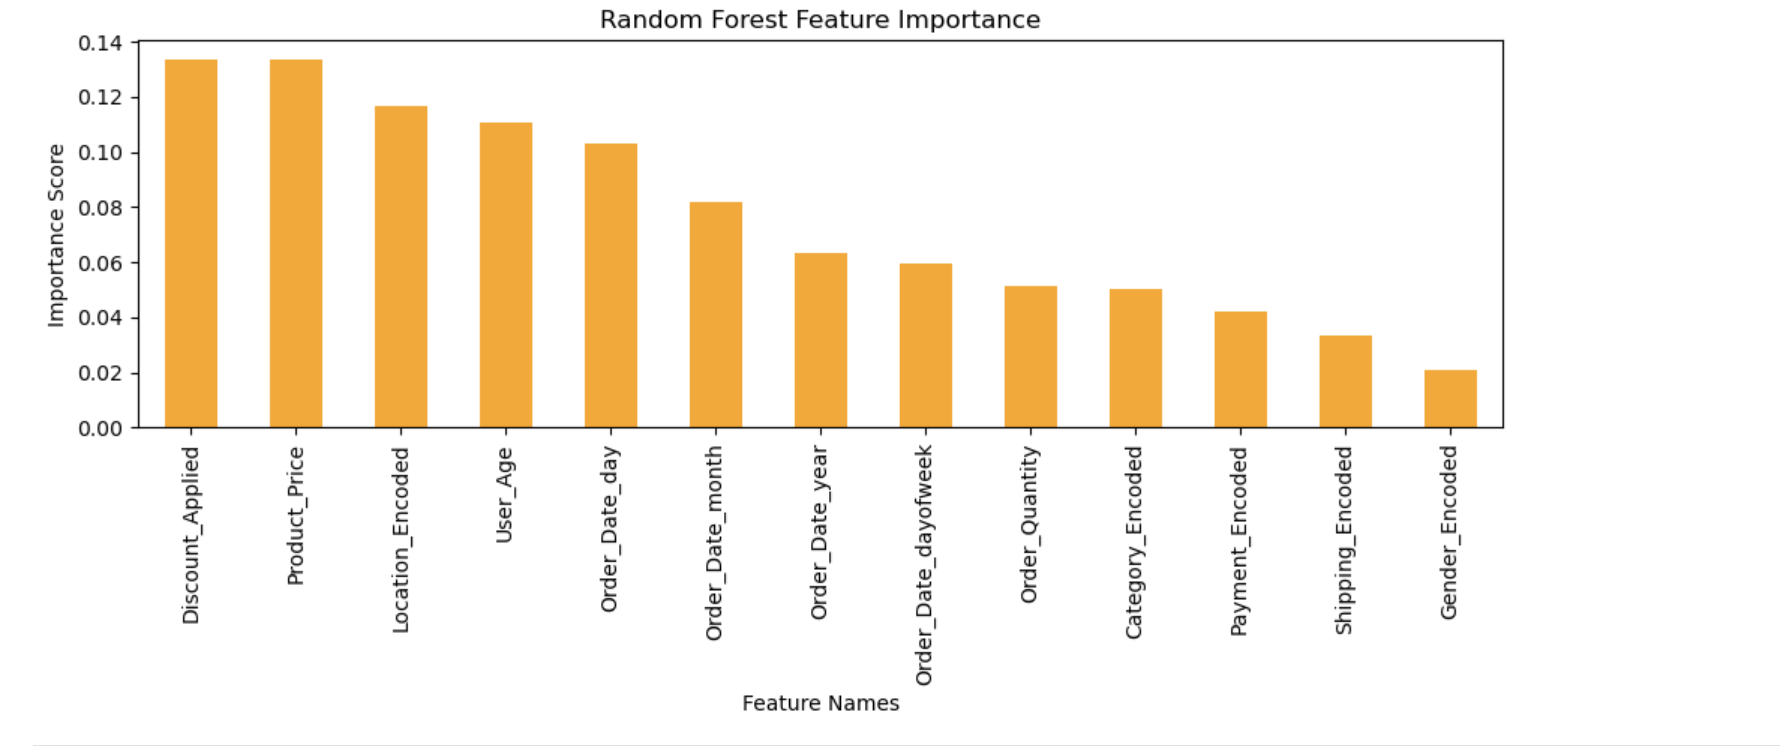 Random Forest Feature Importance
0.14
0.12
0.10
0.08
0.06
0.04
0.02
0.00
Importance Score
Discount_Applied
Product_Price
Location_Encoded
User_Age
Order_Date_day
Order_Date_month
Order_Date_year
Order_Date_dayofweek
Order_Quantity
Category_Encoded
Payment_Encoded
Shipping_Encoded
Gender_Encoded
Feature Names